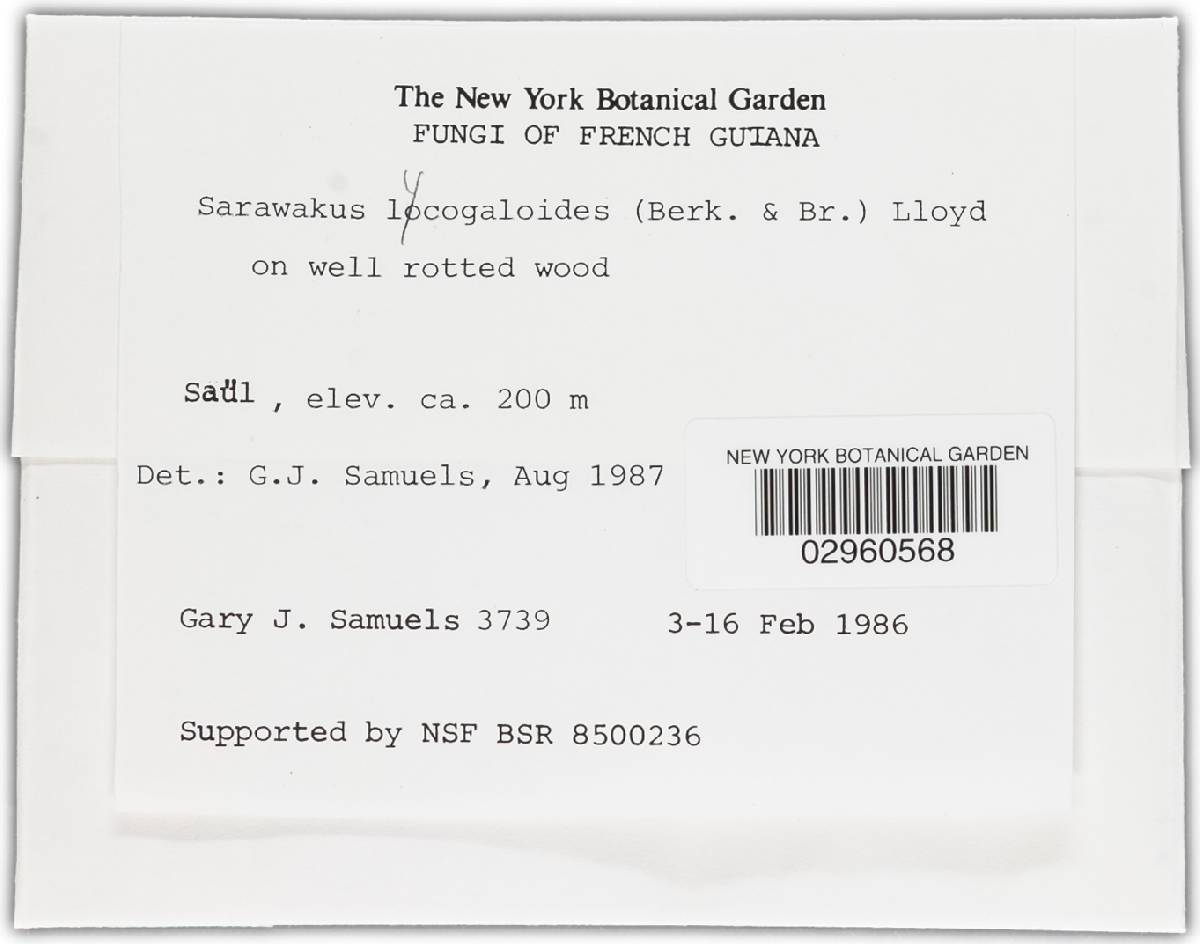 The New York Botanical Garden
FUNGI OF FRENCH GUIANA
Sarawakus lycogaloides (Berk. & Br.) Lloyd
on well rotted wood
Saül , elev. ca. 200 m
Det.: G.J. Samuels, Aug 1987
NEW YORK BOTANICAL GARDEN
02960568
Gary J. Samuels 3739 3-16 Feb 1986
Supported by NSF BSR 8500236